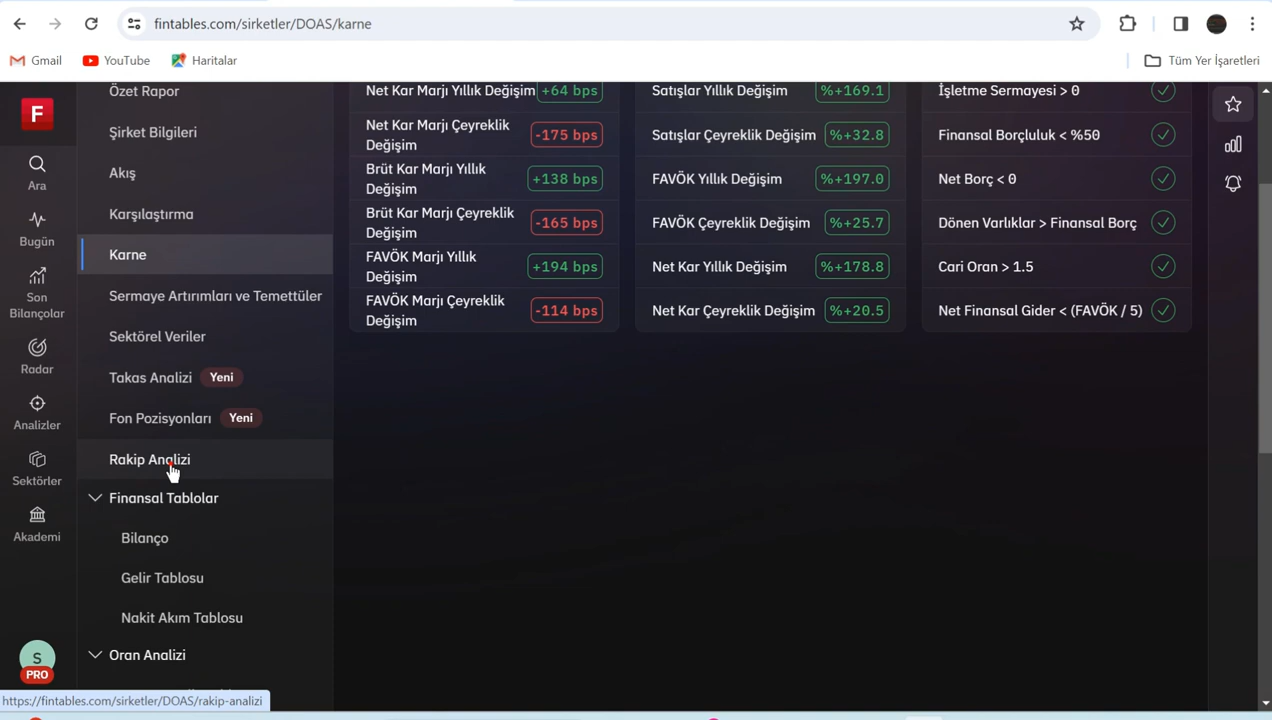 fintables.com/sirketler/DOAS/karne
Gmail
YouTube
Haritalar
Tüm Yer İşaretleri
F
Ara
Bugün
Son
Bilançolar
Radar
Analizler
Sektörler
Akademi
S
PRO
Özet Rapor
Şirket Bilgileri
Akış
Karşılaştırma
Karne
Sermaye Artırımları ve Temettüler
Sektörel Veriler
Takas Analizi Yeni
Fon Pozisyonları Yeni
Rakip Analizi
Finansal Tablolar
Bilanço
Gelir Tablosu
Nakit Akım Tablosu
Oran Analizi
Net Kar Marjı Yıllık Değişim +64 bps
Net Kar Marjı Çeyreklik
Değişim
-175 bps
Brüt Kar Marjı Yıllık
Değişim
+138 bps
Brüt Kar Marjı Çeyreklik
Değişim
-165 bps
FAVÖK Marjı Yıllık
Değişim
+194 bps
FAVÖK Marjı Çeyreklik
Değişim
-114 bps
Satışlar Yıllık Değişim %+169.1
Satışlar Çeyreklik Değişim %+32.8
FAVÖK Yıllık Değişim %+197.0
FAVÖK Çeyreklik Değişim %+25.7
Net Kar Yıllık Değişim %+178.8
Net Kar Çeyreklik Değişim %+20.5
İşletme Sermayesi > 0
Finansal Borçluluk < %50
Net Borç < 0
Dönen Varlıklar > Finansal Borç
Cari Oran > 1.5
Net Finansal Gider < (FAVÖK / 5)
https://fintables.com/sirketler/DOAS/rakip-analizi